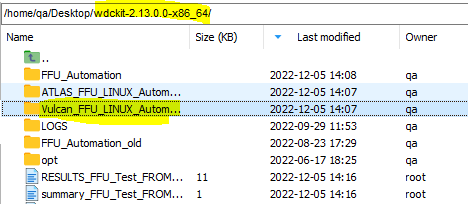 /home/qa/Desktop/wdckit-2.13.0.0-x86_64/
Name Size (KB) Last modified Owner
..
FFU_Automation 2022-12-05 14:08 qa
ATLAS_FFU_LINUX_Autom... 2022-12-05 14:07 qa
Vulcan_FFU_LINUX_Autom... 2022-12-05 14:07 qa
LOGS 2022-09-29 11:53 qa
FFU_Automation_old 2022-08-23 17:29 qa
opt 2022-06-17 18:25 qa
RESULTS_FFU_Test_FROM... 11 2022-12-05 14:16 root
summary_FFU_Test_FROM... 1 2022-12-05 14:16 root